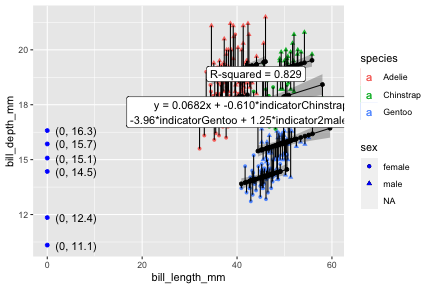 bill_depth_mm
20
18
15
12
R-squared = 0.829
y = 0.0682x + -0.610*indicatorChinstrap
-3.96*indicatorGentoo + 1.25*indicator2male
(0, 16.3)
(0, 15.7)
(0, 15.1)
(0, 14.5)
(0, 12.4)
(0, 11.1)
0
20
40
60
bill_length_mm
species
a Adelie
a Chinstrap
a Gentoo
sex
female
male
NA